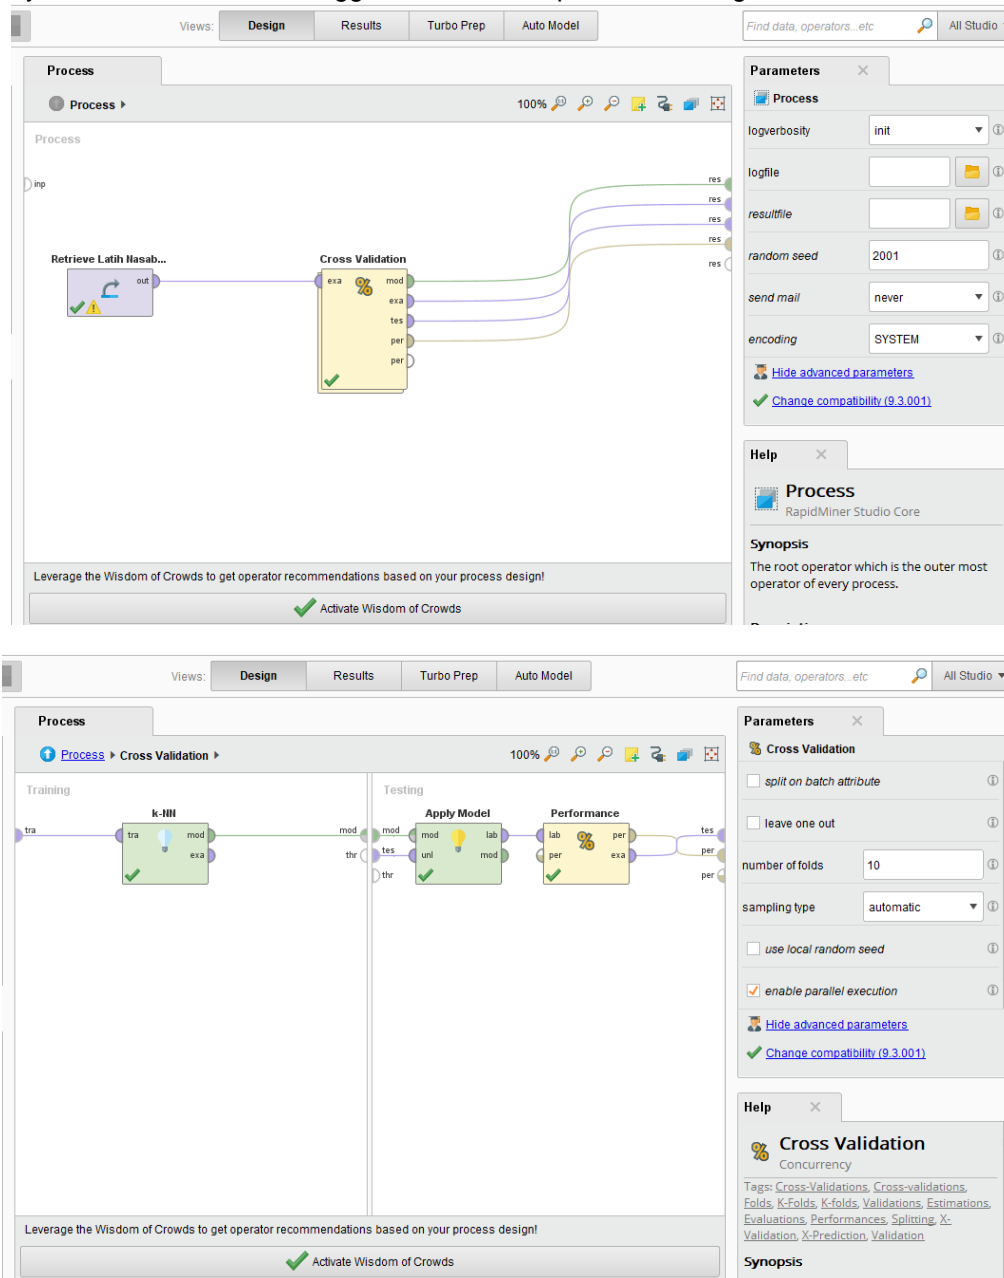 Views: Design Results Turbo Prep Auto Model Find data, operators...etc All Studio
Process
Process
100%
Process
inp
res
res
res
res
res
Retrieve Latih Nasab...
out
Cross Validation
exa mod
exa
tes
per
per
Leverage the Wisdom of Crowds to get operator recommendations based on your process design!
Activate Wisdom of Crowds
Parameters
Process
logverbosity init
logfile
resultfile
random seed 2001
send mail never
encoding SYSTEM
Hide advanced parameters
Change compatibility (9.3.001)
Help
Process
RapidMiner Studio Core
Synopsis
The root operator which is the outer most
operator of every process.
Views: Design Results Turbo Prep Auto Model Find data, operators...etc All Studio
Process
Process Cross Validation
100%
Training
tra
k-NN
tra mod
exa
mod
thr
Testing
mod
tes
thr
Apply Model
mod lab
unl mod
Performance
lab per
per exa
tes
per
per
Leverage the Wisdom of Crowds to get operator recommendations based on your process design!
Activate Wisdom of Crowds
Parameters
Cross Validation
split on batch attribute
leave one out
number of folds 10
sampling type automatic
use local random seed
enable parallel execution
Hide advanced parameters
Change compatibility (9.3.001)
Help
Cross Validation
Concurrency
Tags: Cross-Validations, Cross-validations,
Folds, K-Folds, K-folds, Validations, Estimations,
Evaluations, Performances, Splitting, X-
Validation, X-Prediction, Validation
Synopsis